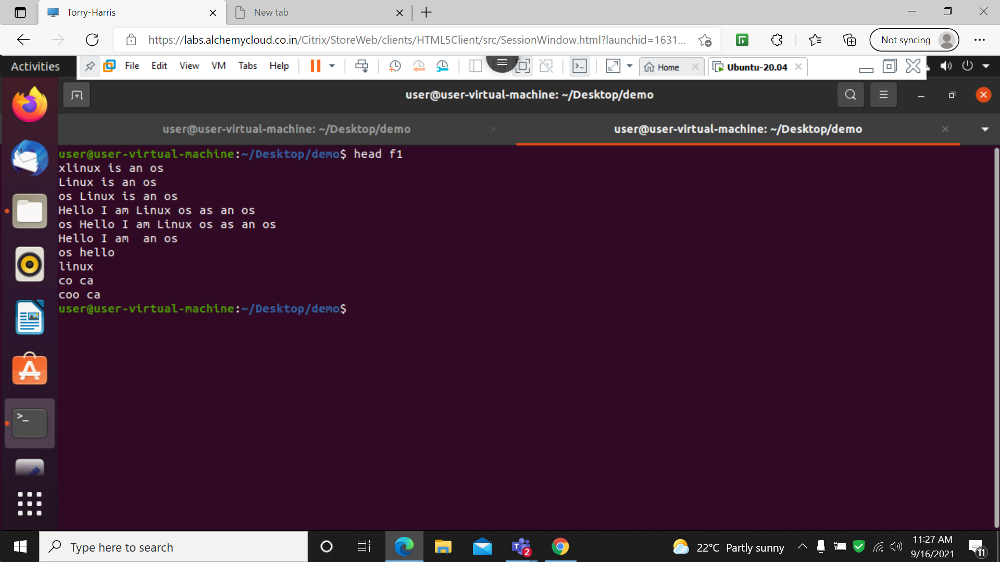 Torry-Harris
New tab
https://labs.alchemycloud.co.in/Citrix/StoreWeb/clients/HTML5Client/src/SessionWindow.html?launchid=1631...
Not syncing
Activities
File Edit View VM Tabs Help
Home
Ubuntu-20.04
user@user-virtual-machine: ~/Desktop/demo
user@user-virtual-machine: ~/Desktop/demo
user@user-virtual-machine: ~/Desktop/demo
user@user-virtual-machine:~/Desktop/demo$ head f1
xlinux is an os
Linux is an os
os Linux is an os
Hello I am Linux os as an os
os Hello I am Linux os as an os
Hello I am  an os
os hello
linux
co ca
coo ca
user@user-virtual-machine:~/Desktop/demo$
Type here to search
2
22°C Partly sunny
11:27 AM
9/16/2021
11